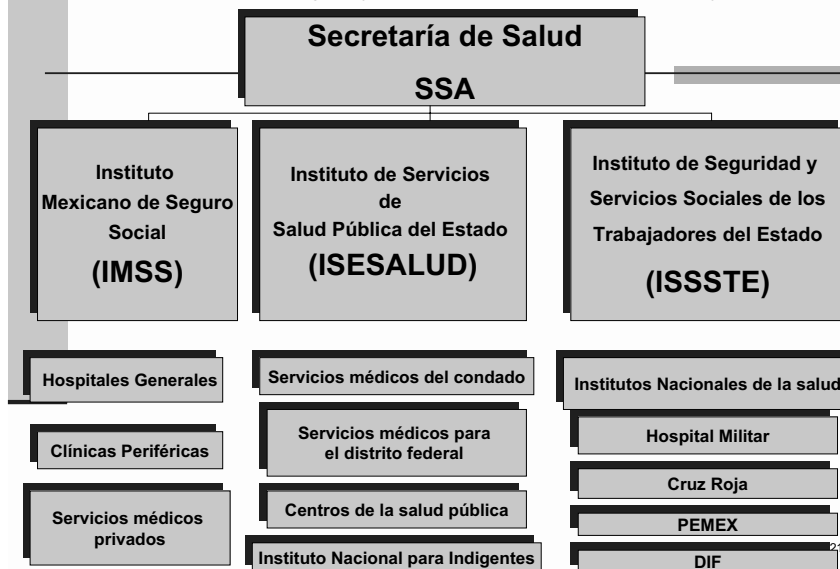 Secretaría de Salud
SSA
Instituto
Mexicano de Seguro
Social
(IMSS)
Instituto de Servicios
de
Salud Pública del Estado
(ISESALUD)
Instituto de Seguridad y
Servicios Sociales de los
Trabajadores del Estado
(ISSSTE)
Hospitales Generales
Clínicas Periféricas
Servicios médicos
privados
Servicios médicos del condado
Servicios médicos para
el distrito federal
Centros de la salud pública
Instituto Nacional para Indigentes
Institutos Nacionales de la salud
Hospital Militar
Cruz Roja
PEMEX
DIF